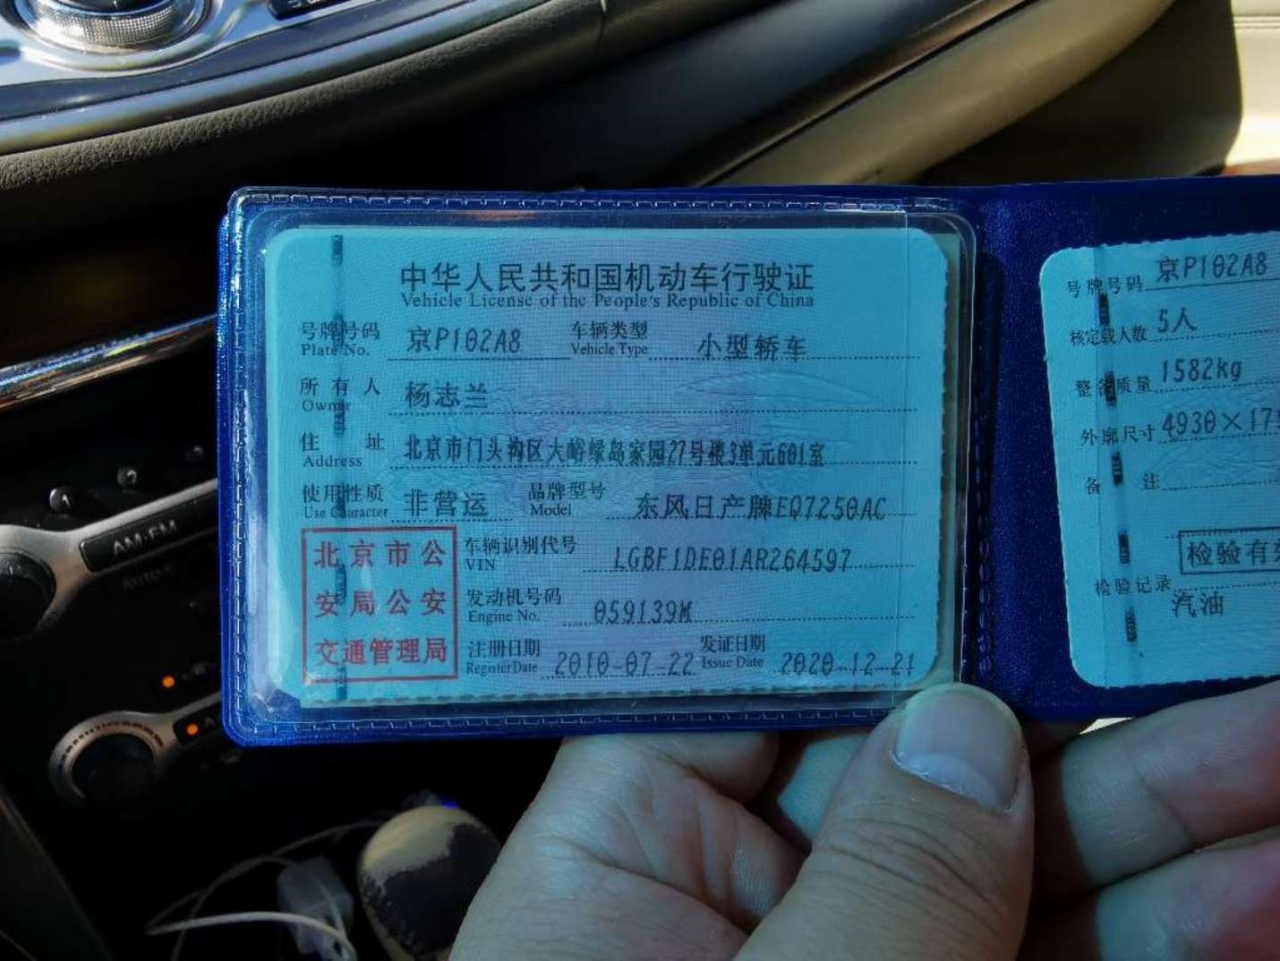 中华人民共和国机动车行驶证
Vehicle License of the People's Republic of China
号牌号码 京P102A8 车辆类型 小型轿车
Plate No. Vehicle Type
所有人 杨志兰
Owner
住址 北京市门头沟区大峪绿岛家园27号楼3单元601室
Address
使用性质 非营运 品牌型号 东风日产牌EQ7250AC
Use Character Model
北京市公
安局公安
交通管理局
车辆识别代号 LGBF1DE01AR264597
VIN
发动机号码 059139M
Engine No.
注册日期 2010-07-22 发证日期 2020-12-21
Register Date Issue Date
号牌号码 京P102A8
核定载人数 5人
整备质量 1582kg
外廓尺寸 4930×17
备注
检验有
检验记录
汽油
AM·FM